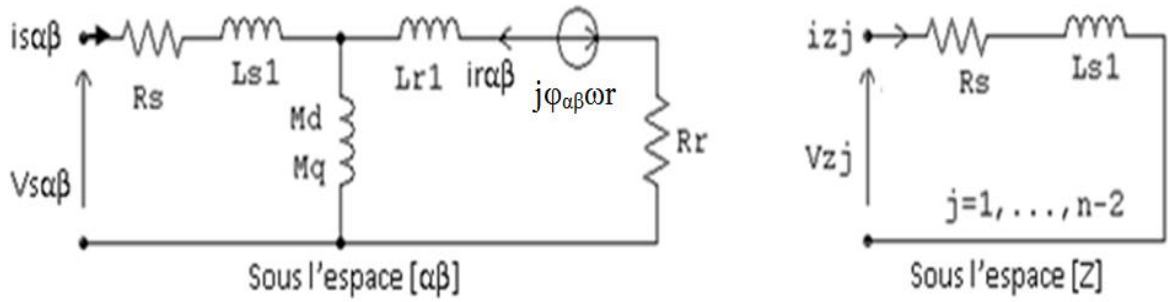 isαβ
Rs
Ls1
Lr1
irαβ
jφαβωr
Md
Mq
Rr
Vsαβ
Sous l'espace [αβ]
izj
Rs
Ls1
Vzj
j=1,...,n-2
Sous l'espace [Z]